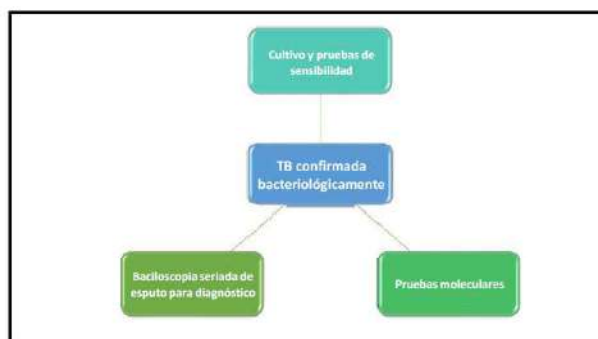 Cultivo y pruebas de
sensibilidad
TB confirmada
bacteriológicamente
Baciloscopia seriada de
esputo para diagnóstico
Pruebas moleculares